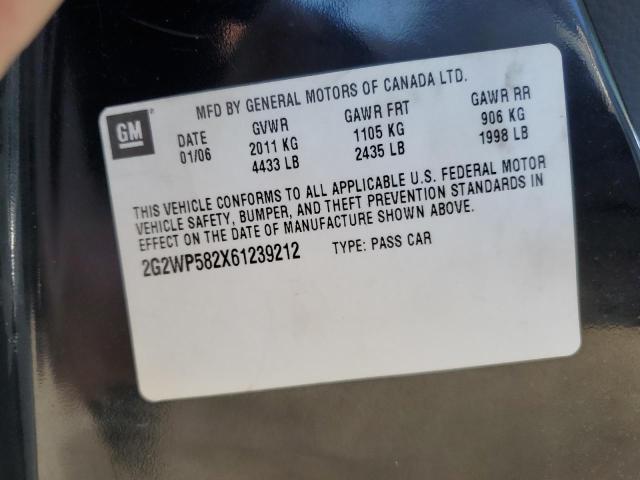 MFD BY GENERAL MOTORS OF CANADA LTD.
GM
DATE GVWR GAWR FRT GAWR RR
01/06 2011 KG 1105 KG 906 KG
4433 LB 2435 LB 1998 LB
THIS VEHICLE CONFORMS TO ALL APPLICABLE U.S. FEDERAL MOTOR
VEHICLE SAFETY, BUMPER, AND THEFT PREVENTION STANDARDS IN
EFFECT ON THE DATE OF MANUFACTURE SHOWN ABOVE.
2G2WP582X61239212 TYPE: PASS CAR